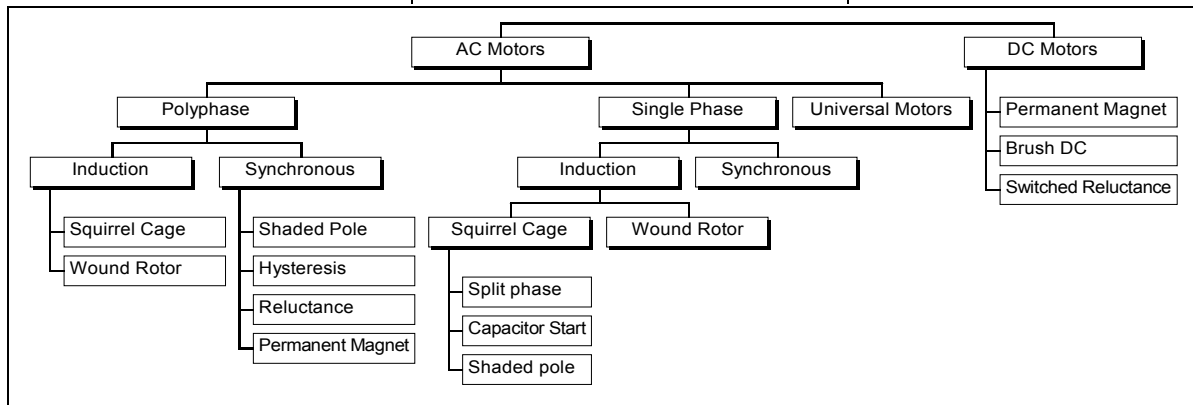 AC Motors
DC Motors
Polyphase
Single Phase
Universal Motors
Permanent Magnet
Brush DC
Switched Reluctance
Induction
Synchronous
Induction
Synchronous
Squirrel Cage
Wound Rotor
Shaded Pole
Hysteresis
Reluctance
Permanent Magnet
Squirrel Cage
Wound Rotor
Split phase
Capacitor Start
Shaded pole